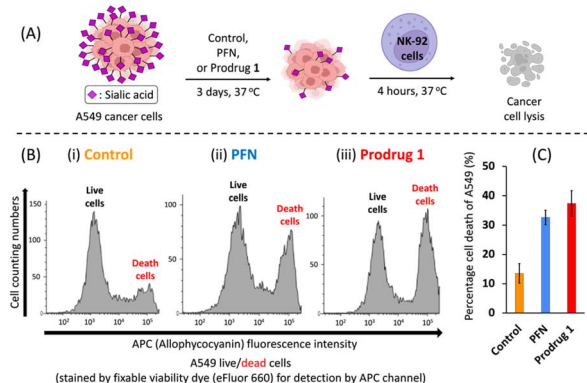 (A)
Control,
PFN,
or Prodrug 1
3 days, 37 °C
NK-92
cells
4 hours, 37 °C
: Sialic acid
A549 cancer cells
Cancer
cell lysis
(B) (i) Control (ii) PFN (iii) Prodrug 1 (C)
Cell counting numbers
150
100
50
0
Live
cells
Death
cells
10² 10³ 10⁴ 10⁵
100
50
0
Live
cells
Death
cells
10² 10³ 10⁴ 10⁵
100
50
0
Live
cells
Death
cells
10² 10³ 10⁴ 10⁵
APC (Allophycocyanin) fluorescence intensity
A549 live/dead cells
(stained by fixable viability dye (eFluor 660) for detection by APC channel)
Percentage cell death of A549 (%)
50
40
30
20
10
0
Control
PFN
Prodrug 1